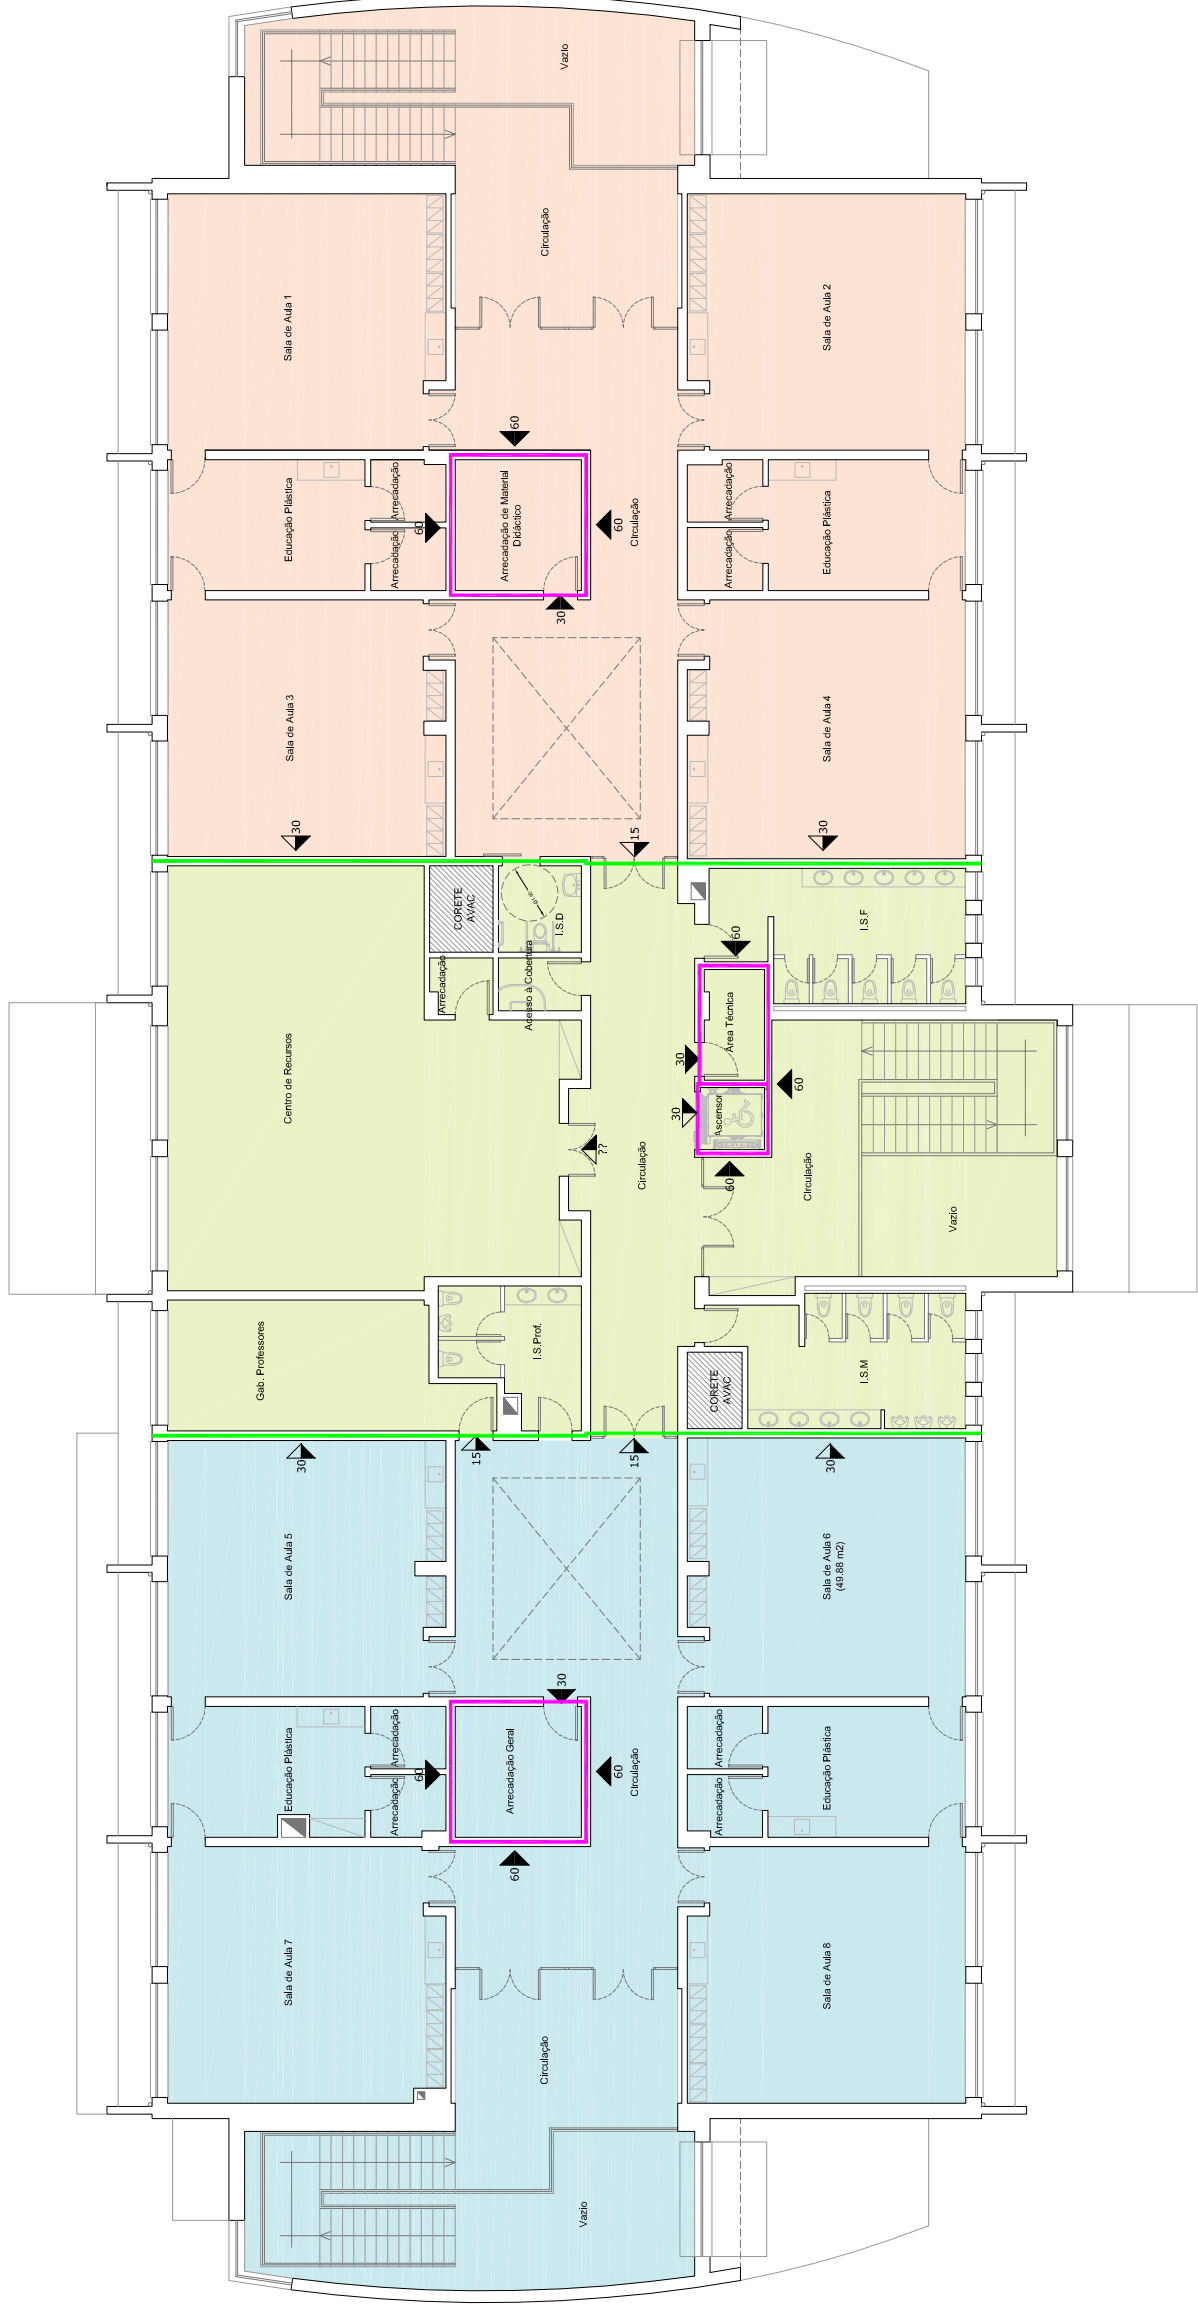 Vazio
Circulação
Sala de Aula 1
Sala de Aula 2
60
Educação Plástica
Arrecadação
Arrecadação
60
Arrecadação de Material
Didáctico
60
Circulação
Arrecadação
Arrecadação
Educação Plástica
30
Sala de Aula 3
Sala de Aula 4
30
15
30
CORETE
AVAC
I.S.D
I.S.F
60
Arrecadação
Acesso à Cobertura
Área Técnica
Centro de Recursos
30
60
30
Ascensor
??
Circulação
60
Circulação
Vazio
Gab. Professores
I.S.Prof.
I.S.M
CORETE
AVAC
30
15
15
30
Sala de Aula 5
Sala de Aula 6
(49.88 m2)
30
Educação Plástica
Arrecadação
Arrecadação
60
Arrecadação Geral
60
Circulação
Arrecadação
Arrecadação
Educação Plástica
60
Sala de Aula 7
Sala de Aula 8
Circulação
Vazio